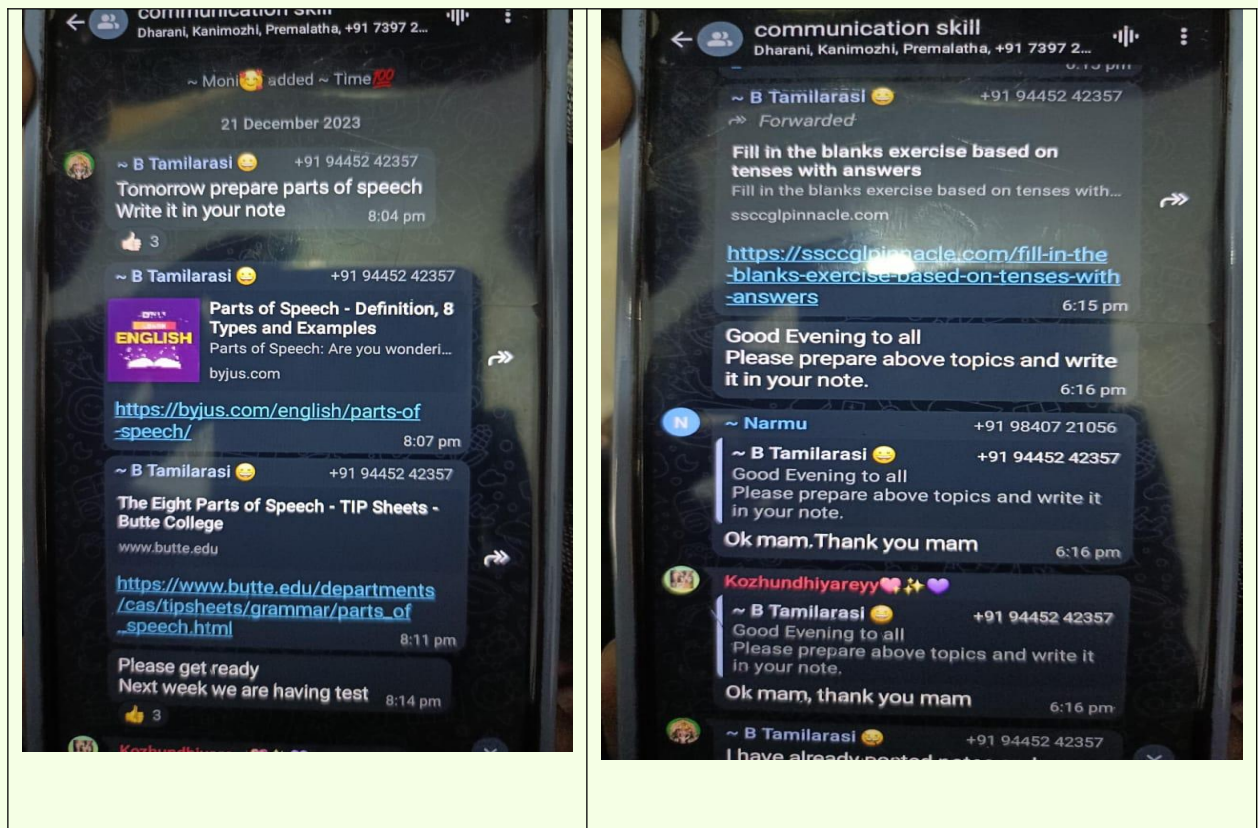 communication skill
Dharani, Kanimozhi, Premalatha, +91 7397 2...
~ Moni🥰 added ~ Time💯
21 December 2023
~ B Tamilarasi 😄 +91 94452 42357
Tomorrow prepare parts of speech
Write it in your note 8:04 pm
👍🏻 3
~ B Tamilarasi 😄 +91 94452 42357
LEARN
ENGLISH
Parts of Speech - Definition, 8
Types and Examples
Parts of Speech: Are you wonderi...
byjus.com
https://byjus.com/english/parts-of
-speech/
8:07 pm
~ B Tamilarasi 😄 +91 94452 42357
The Eight Parts of Speech - TIP Sheets -
Butte College
www.butte.edu
https://www.butte.edu/departments
/cas/tipsheets/grammar/parts_of
_speech.html
8:11 pm
Please get ready
Next week we are having test 8:14 pm
👍 3
communication skill
Dharani, Kanimozhi, Premalatha, +91 7397 2...
6:15 pm
~ B Tamilarasi 😄 +91 94452 42357
Forwarded
Fill in the blanks exercise based on
tenses with answers
Fill in the blanks exercise based on tenses with...
ssccglpinnacle.com
https://ssccglpinnacle.com/fill-in-the
-blanks-exercise-based-on-tenses-with
-answers
6:15 pm
Good Evening to all
Please prepare above topics and write
it in your note.
6:16 pm
N
~ Narmu +91 98407 21056
~ B Tamilarasi 😄 +91 94452 42357
Good Evening to all
Please prepare above topics and write it
in your note.
Ok mam.Thank you mam
6:16 pm
Kozhundhiyareyy💖✨💜
~ B Tamilarasi 😄 +91 94452 42357
Good Evening to all
Please prepare above topics and write it
in your note.
Ok mam, thank you mam
6:16 pm
~ B Tamilarasi 😄 +91 94452 42357
I have already posted notes